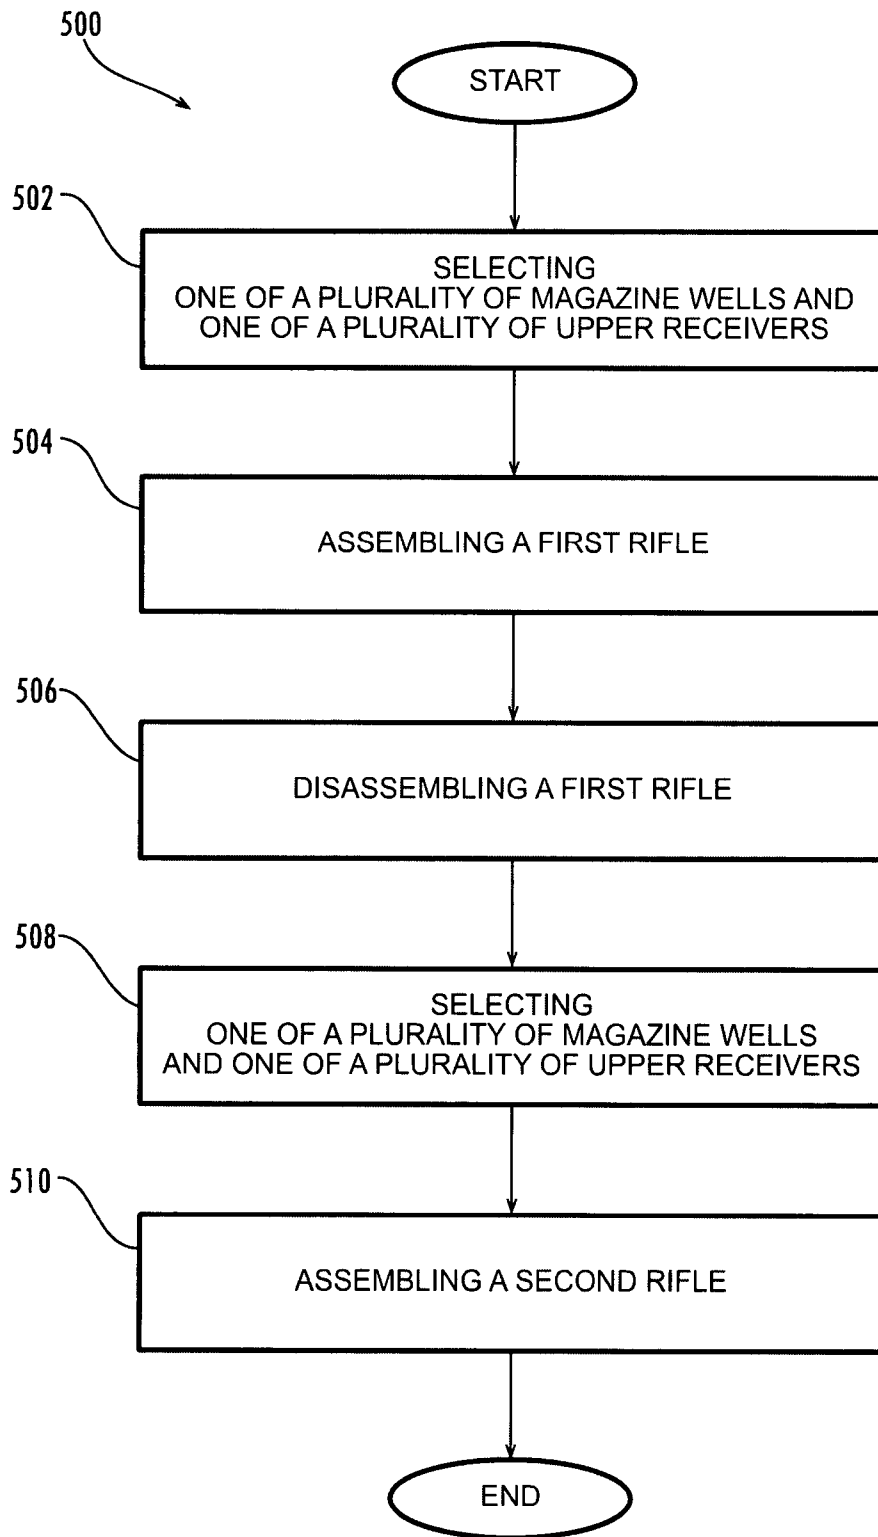 500
START
502
SELECTING
ONE OF A PLURALITY OF MAGAZINE WELLS AND
ONE OF A PLURALITY OF UPPER RECEIVERS
504
ASSEMBLING A FIRST RIFLE
506
DISASSEMBLING A FIRST RIFLE
508
SELECTING
ONE OF A PLURALITY OF MAGAZINE WELLS
AND ONE OF A PLURALITY OF UPPER RECEIVERS
510
ASSEMBLING A SECOND RIFLE
END